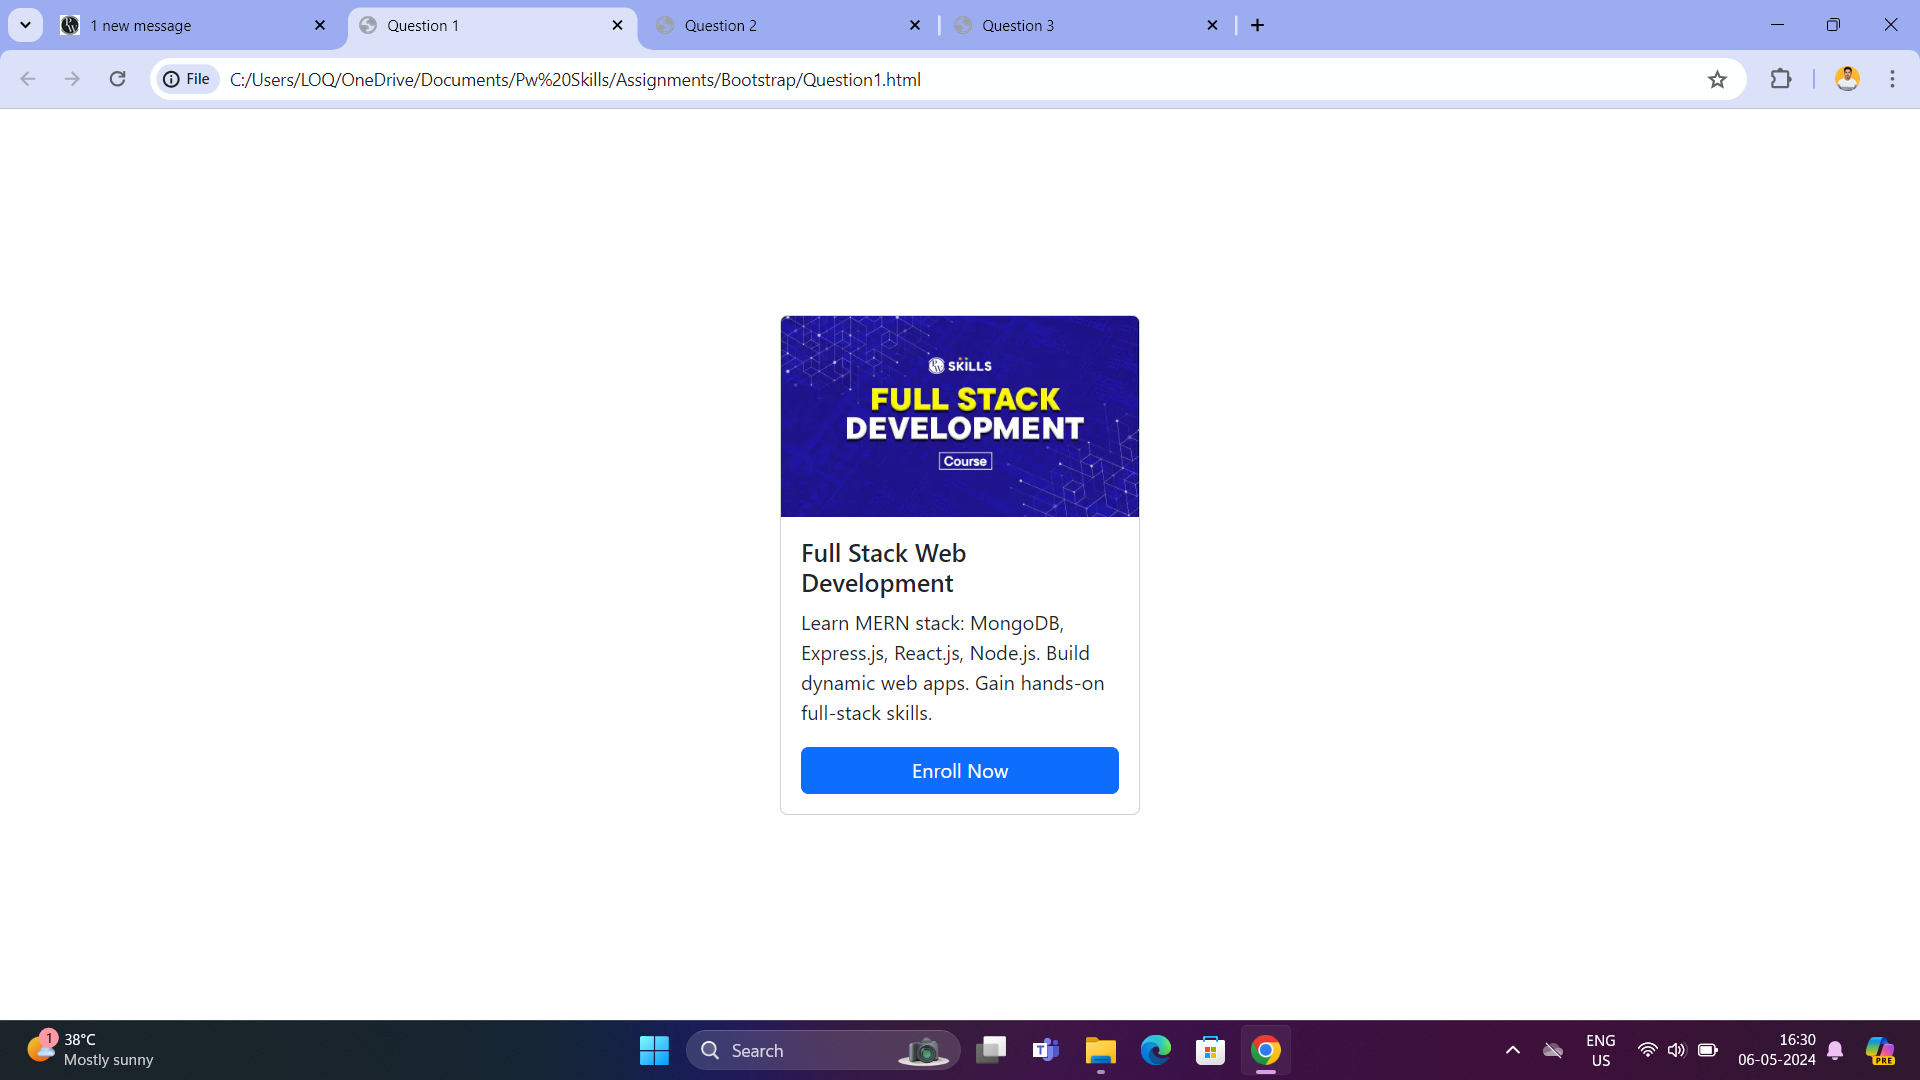 1 new message
Question 1
Question 2
Question 3
File
C:/Users/LOQ/OneDrive/Documents/Pw%20Skills/Assignments/Bootstrap/Question1.html
PW SKILLS
FULL STACK
DEVELOPMENT
Course
Full Stack Web
Development
Learn MERN stack: MongoDB,
Express.js, React.js, Node.js. Build
dynamic web apps. Gain hands-on
full-stack skills.
Enroll Now
1
38°C
Mostly sunny
Search
T
ENG
US
16:30
06-05-2024
PRE